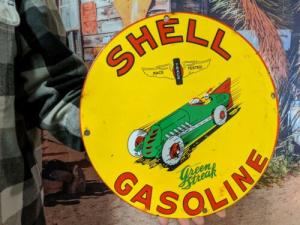 SHELL
RACE TESTED
Green
Streak
GASOLINE